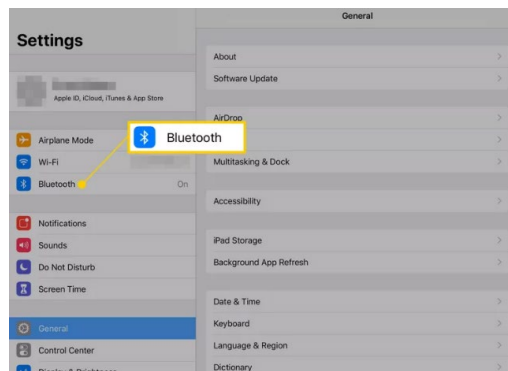 General
Settings
Apple ID, iCloud, iTunes & App Store
Airplane Mode
Wi-Fi
Bluetooth On
Notifications
Sounds
Do Not Disturb
Screen Time
General
Control Center
Bluetooth
About
Software Update
AirDrop
Multitasking & Dock
Accessibility
iPad Storage
Background App Refresh
Date & Time
Keyboard
Language & Region
Dictionary